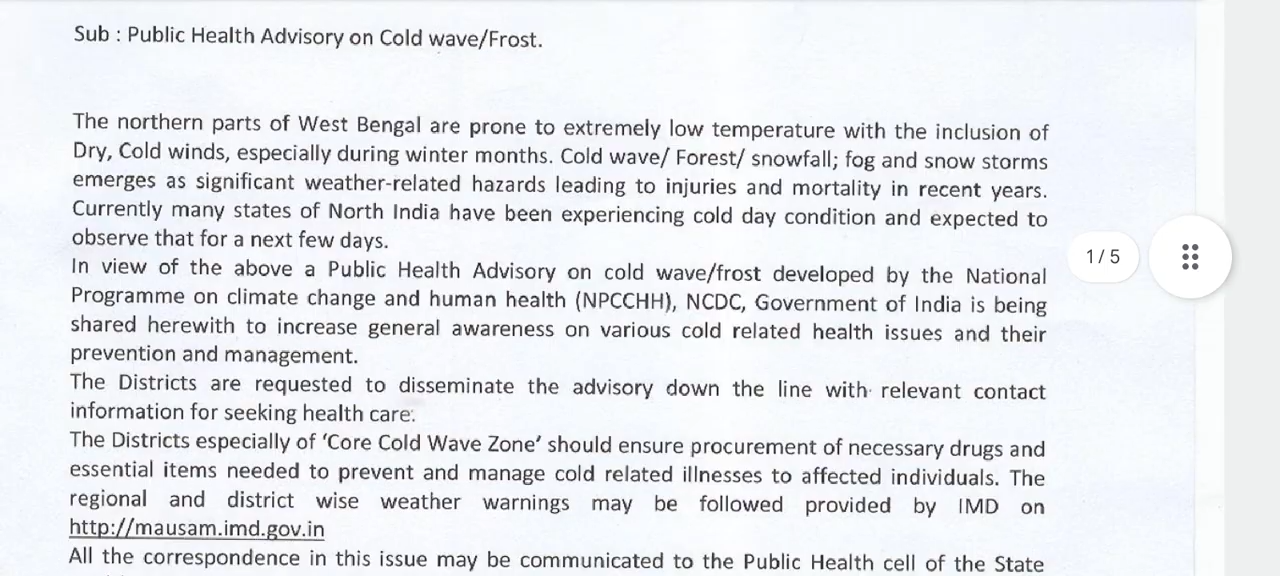 Sub : Public Health Advisory on Cold wave/Frost.
The northern parts of West Bengal are prone to extremely low temperature with the inclusion of
Dry, Cold winds, especially during winter months. Cold wave/ Forest/ snowfall; fog and snow storms
emerges as significant weather-related hazards leading to injuries and mortality in recent years.
Currently many states of North India have been experiencing cold day condition and expected to
observe that for a next few days.
In view of the above a Public Health Advisory on cold wave/frost developed by the National
Programme on climate change and human health (NPCCHH), NCDC, Government of India is being
shared herewith to increase general awareness on various cold related health issues and their
prevention and management.
The Districts are requested to disseminate the advisory down the line with relevant contact
information for seeking health care.
The Districts especially of ‘Core Cold Wave Zone’ should ensure procurement of necessary drugs and
essential items needed to prevent and manage cold related illnesses to affected individuals. The
regional and district wise weather warnings may be followed provided by IMD on
http://mausam.imd.gov.in
All the correspondence in this issue may be communicated to the Public Health cell of the State
1/5